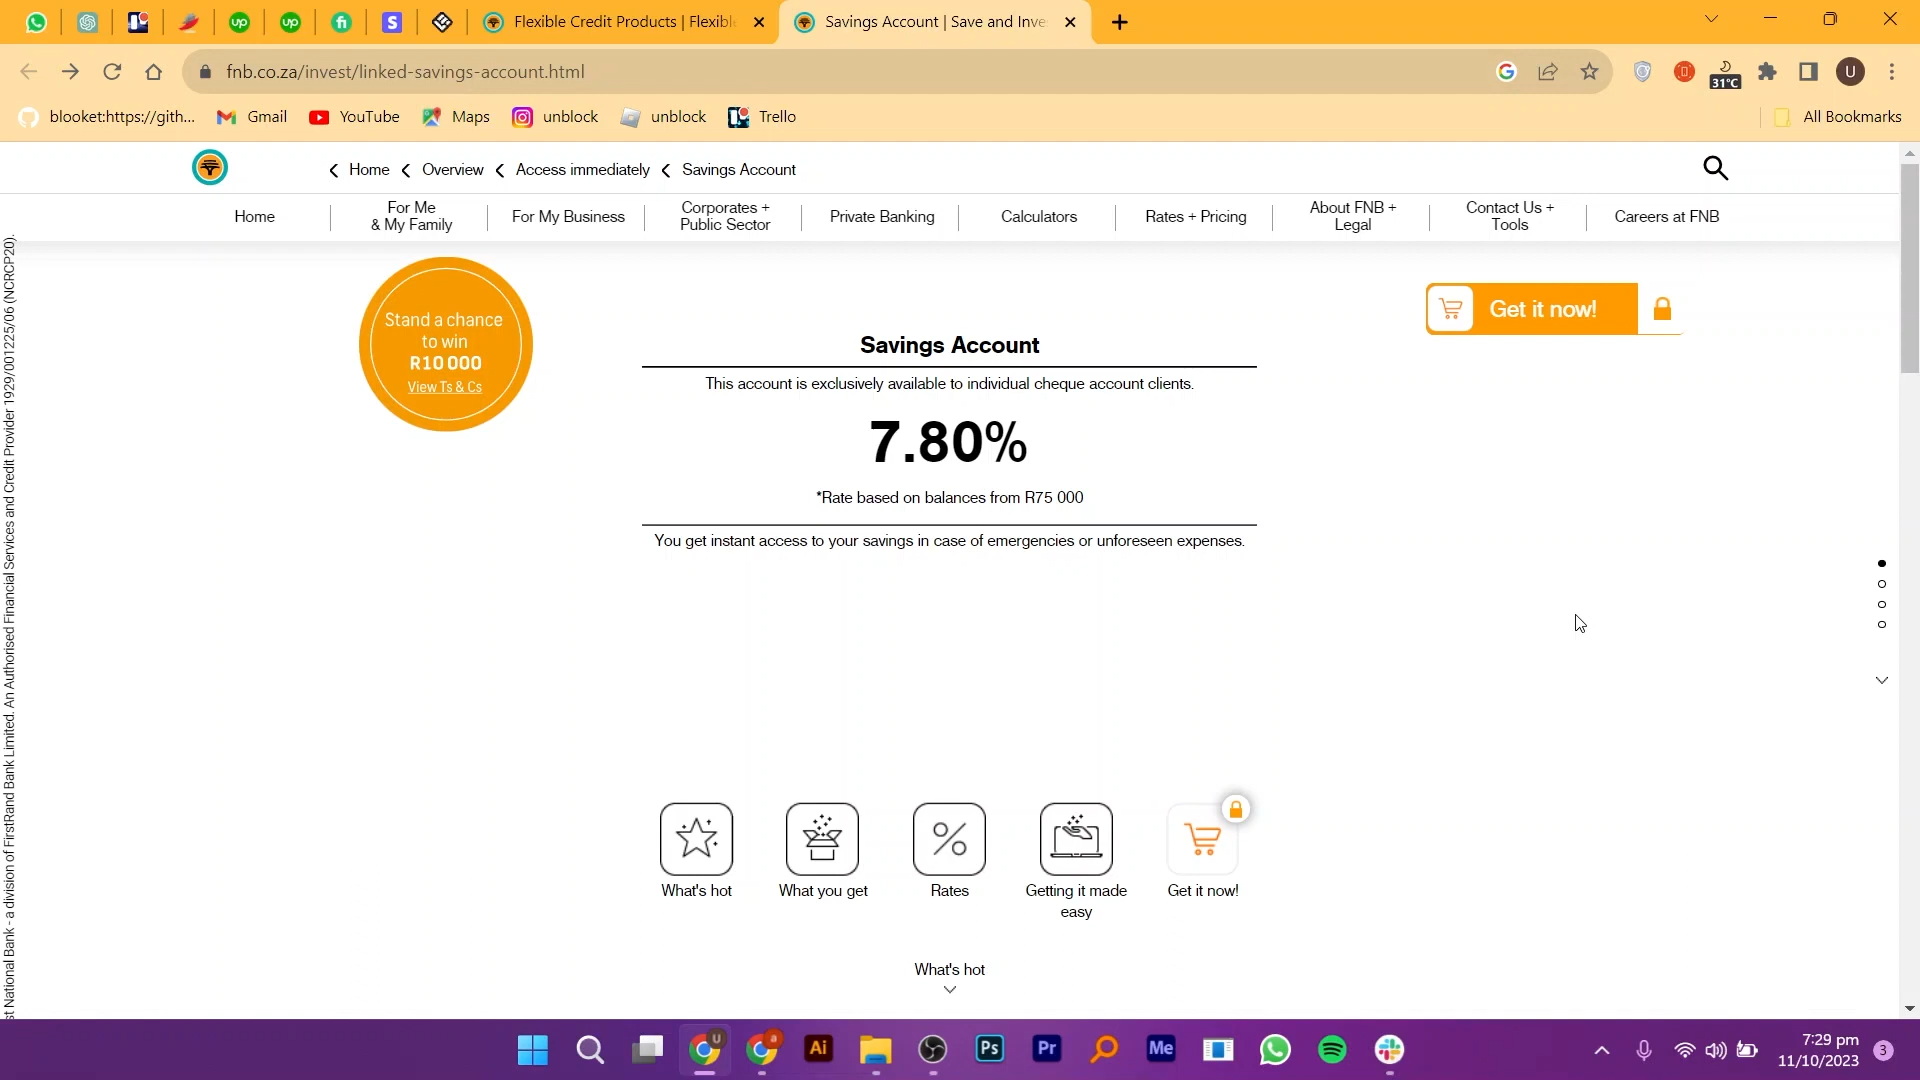 Flexible Credit Products | Flexibl
Savings Account | Save and Inve
fnb.co.za/invest/linked-savings-account.html
31°C
U
blooket:https://gith...
Gmail
YouTube
Maps
unblock
unblock
Trello
All Bookmarks
Home
Overview
Access immediately
Savings Account
Home
For Me
& My Family
For My Business
Corporates +
Public Sector
Private Banking
Calculators
Rates + Pricing
About FNB +
Legal
Contact Us +
Tools
Careers at FNB
st National Bank - a division of FirstRand Bank Limited. An Authorised Financial Services and Credit Provider 1929/001225/06 (NCRCP20).
Stand a chance
to win
R10 000
View Ts & Cs
Get it now!
Savings Account
This account is exclusively available to individual cheque account clients.
7.80%
*Rate based on balances from R75 000
You get instant access to your savings in case of emergencies or unforeseen expenses.
What's hot
What you get
Rates
Getting it made
easy
Get it now!
What's hot
U
a
Ai
Ps
Pr
Me
7:29 pm
11/10/2023
3